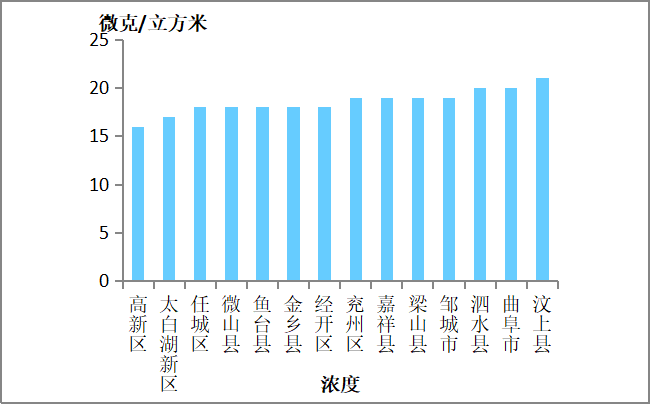 微克/立方米
25
20
15
10
5
0
高新区
太白湖新区
任城区
微山县
鱼台县
金乡县
经开区
兖州区
嘉祥县
梁山县
邹城市
泗水县
曲阜市
汶上县
浓度